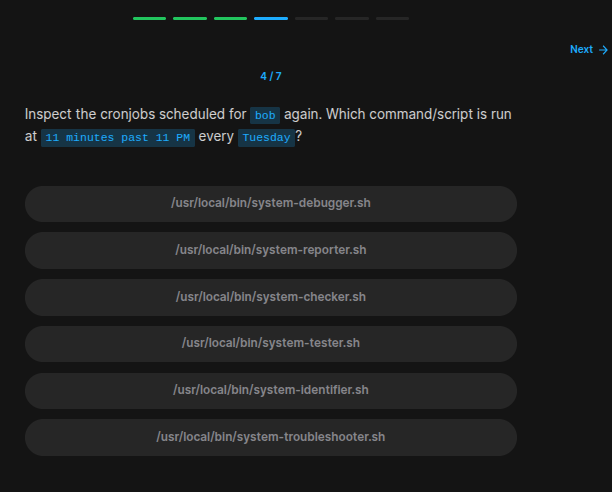 Next →
4 / 7
Inspect the cronjobs scheduled for bob again. Which command/script is run
at 11 minutes past 11 PM every Tuesday?
/usr/local/bin/system-debugger.sh
/usr/local/bin/system-reporter.sh
/usr/local/bin/system-checker.sh
/usr/local/bin/system-tester.sh
/usr/local/bin/system-identifier.sh
/usr/local/bin/system-troubleshooter.sh